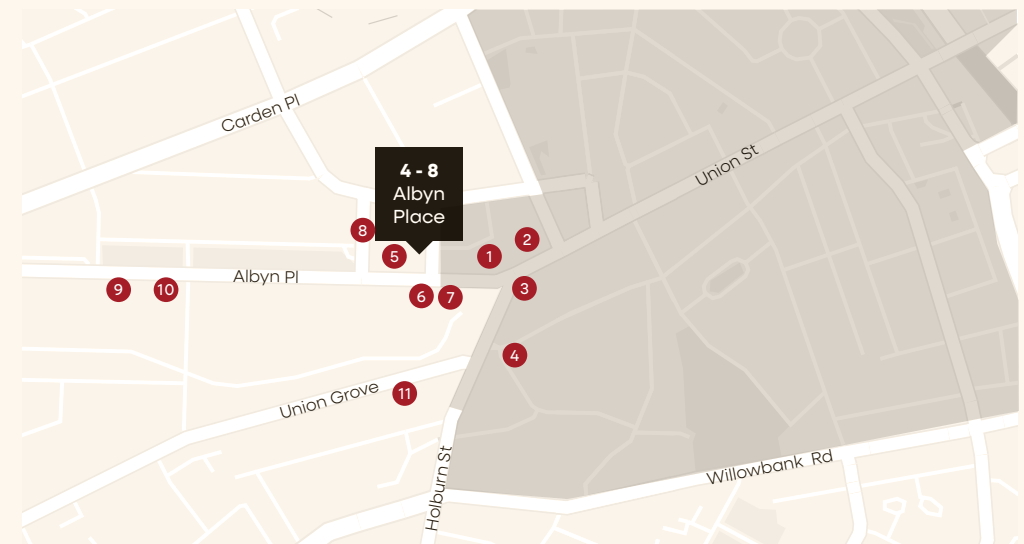 Carden Pl
Union St
4 - 8
Albyn
Place
8
2
5
1
Albyn Pl
9
10
6
7
3
4
11
Union Grove
Holburn St
Willowbank Rd